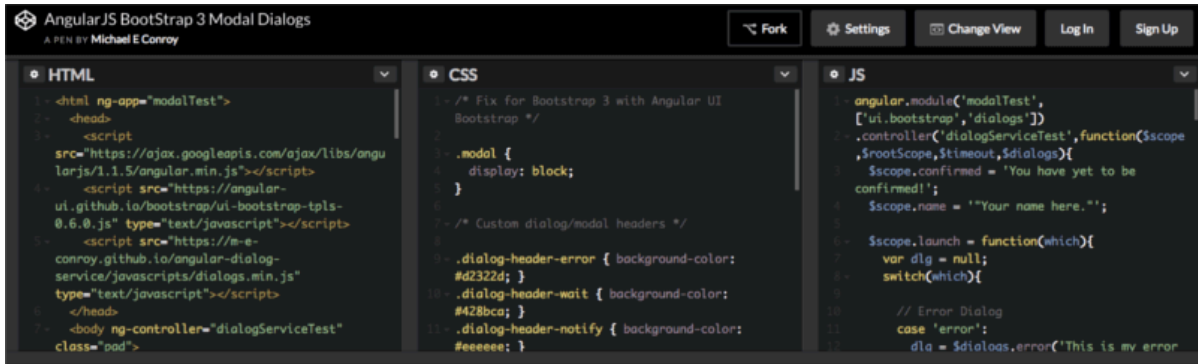 AngularJS BootStrap 3 Modal Dialogs
A PEN BY Michael E Conroy
Fork
Settings
Change View
Log In
Sign Up
HTML
1 <html ng-app="modalTest">
2 <head>
3 <script
src="https://ajax.googleapis.com/ajax/libs/angu
larjs/1.1.5/angular.min.js"></script>
4 <script src="https://angular-
ui.github.io/bootstrap/ui-bootstrap-tpls-
0.6.0.js" type="text/javascript"></script>
5 <script src="https://m-e-
conroy.github.io/angular-dialog-
service/javascripts/dialogs.min.js"
type="text/javascript"></script>
6 </head>
7 <body ng-controller="dialogServiceTest"
class="pad">
CSS
1 /* Fix for Bootstrap 3 with Angular UI
Bootstrap */
2
3 .modal {
4 display: block;
5 }
6
7 /* Custom dialog/modal headers */
8
9 .dialog-header-error { background-color:
#d2322d; }
10 .dialog-header-wait { background-color:
#428bca; }
11 .dialog-header-notify { background-color:
#eeeeee; }
JS
1 angular.module('modalTest',
['ui.bootstrap','dialogs'])
2 .controller('dialogServiceTest',function($scope
,$rootScope,$timeout,$dialogs){
3 $scope.confirmed = 'You have yet to be
confirmed!';
4 $scope.name = '"Your name here."';
5
6 $scope.launch = function(which){
7 var dlg = null;
8 switch(which){
9
10 // Error Dialog
11 case 'error':
12 dlg = $dialogs.error('This is my error